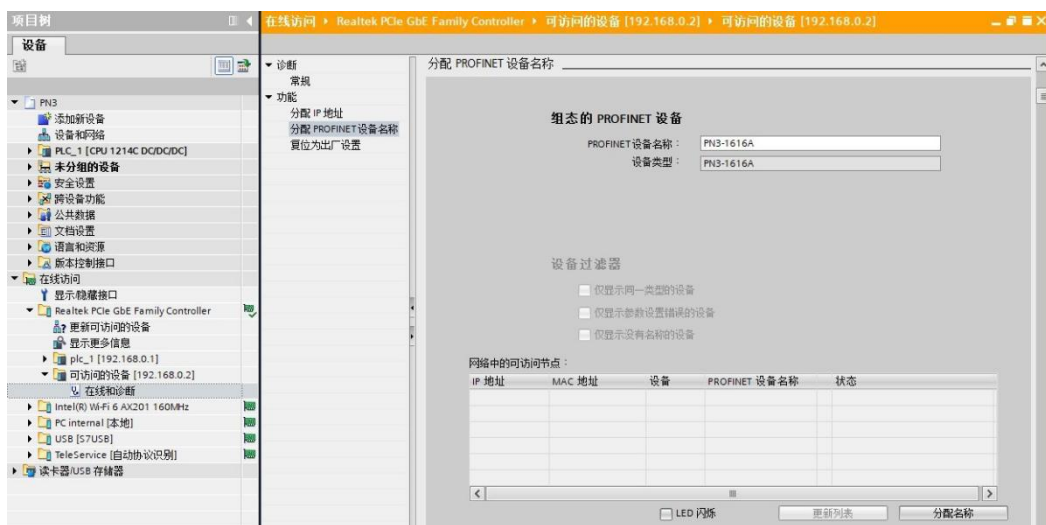 项目树
在线访问 ▸ Realtek PCIe GbE Family Controller ▸ 可访问的设备 [192.168.0.2] ▸ 可访问的设备 [192.168.0.2]
设备
PN3
添加新设备
设备和网络
PLC_1 [CPU 1214C DC/DC/DC]
未分组的设备
安全设置
跨设备功能
公共数据
文档设置
语言和资源
版本控制接口
在线访问
显示/隐藏接口
Realtek PCIe GbE Family Controller
更新可访问的设备
显示更多信息
plc_1 [192.168.0.1]
可访问的设备 [192.168.0.2]
在线和诊断
Intel(R) Wi-Fi 6 AX201 160MHz
PC internal [本地]
USB [S7USB]
TeleService [自动协议识别]
读卡器/USB 存储器
诊断
常规
功能
分配 IP 地址
分配 PROFINET 设备名称
复位为出厂设置
分配 PROFINET 设备名称
组态的 PROFINET 设备
PROFINET设备名称： PN3-1616A
设备类型： PN3-1616A
设备过滤器
仅显示同一类型的设备
仅显示参数设置错误的设备
仅显示没有名称的设备
网络中的可访问节点：
IP 地址 MAC 地址 设备 PROFINET 设备名称 状态
LED 闪烁 更新列表 分配名称